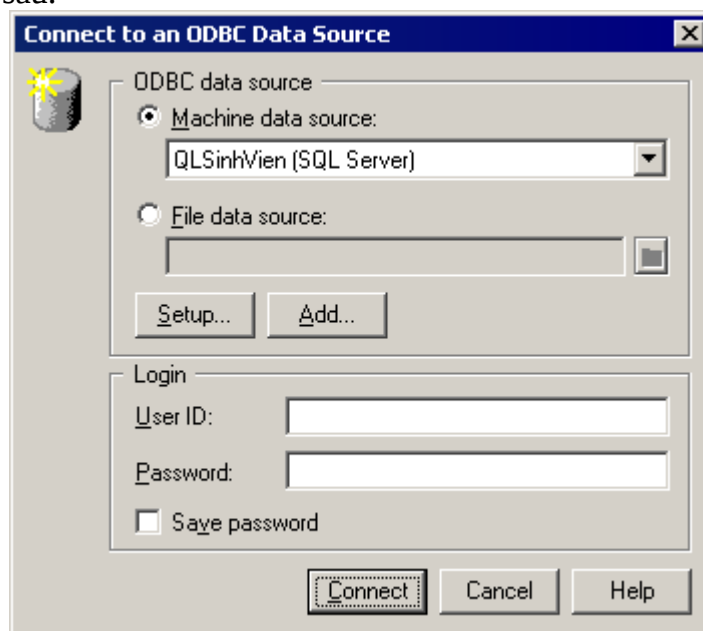 sau:
Connect to an ODBC Data Source
ODBC data source
Machine data source:
QLSinhVien (SQL Server)
File data source:
Setup... Add...
Login
User ID:
Password:
Save password
Connect Cancel Help